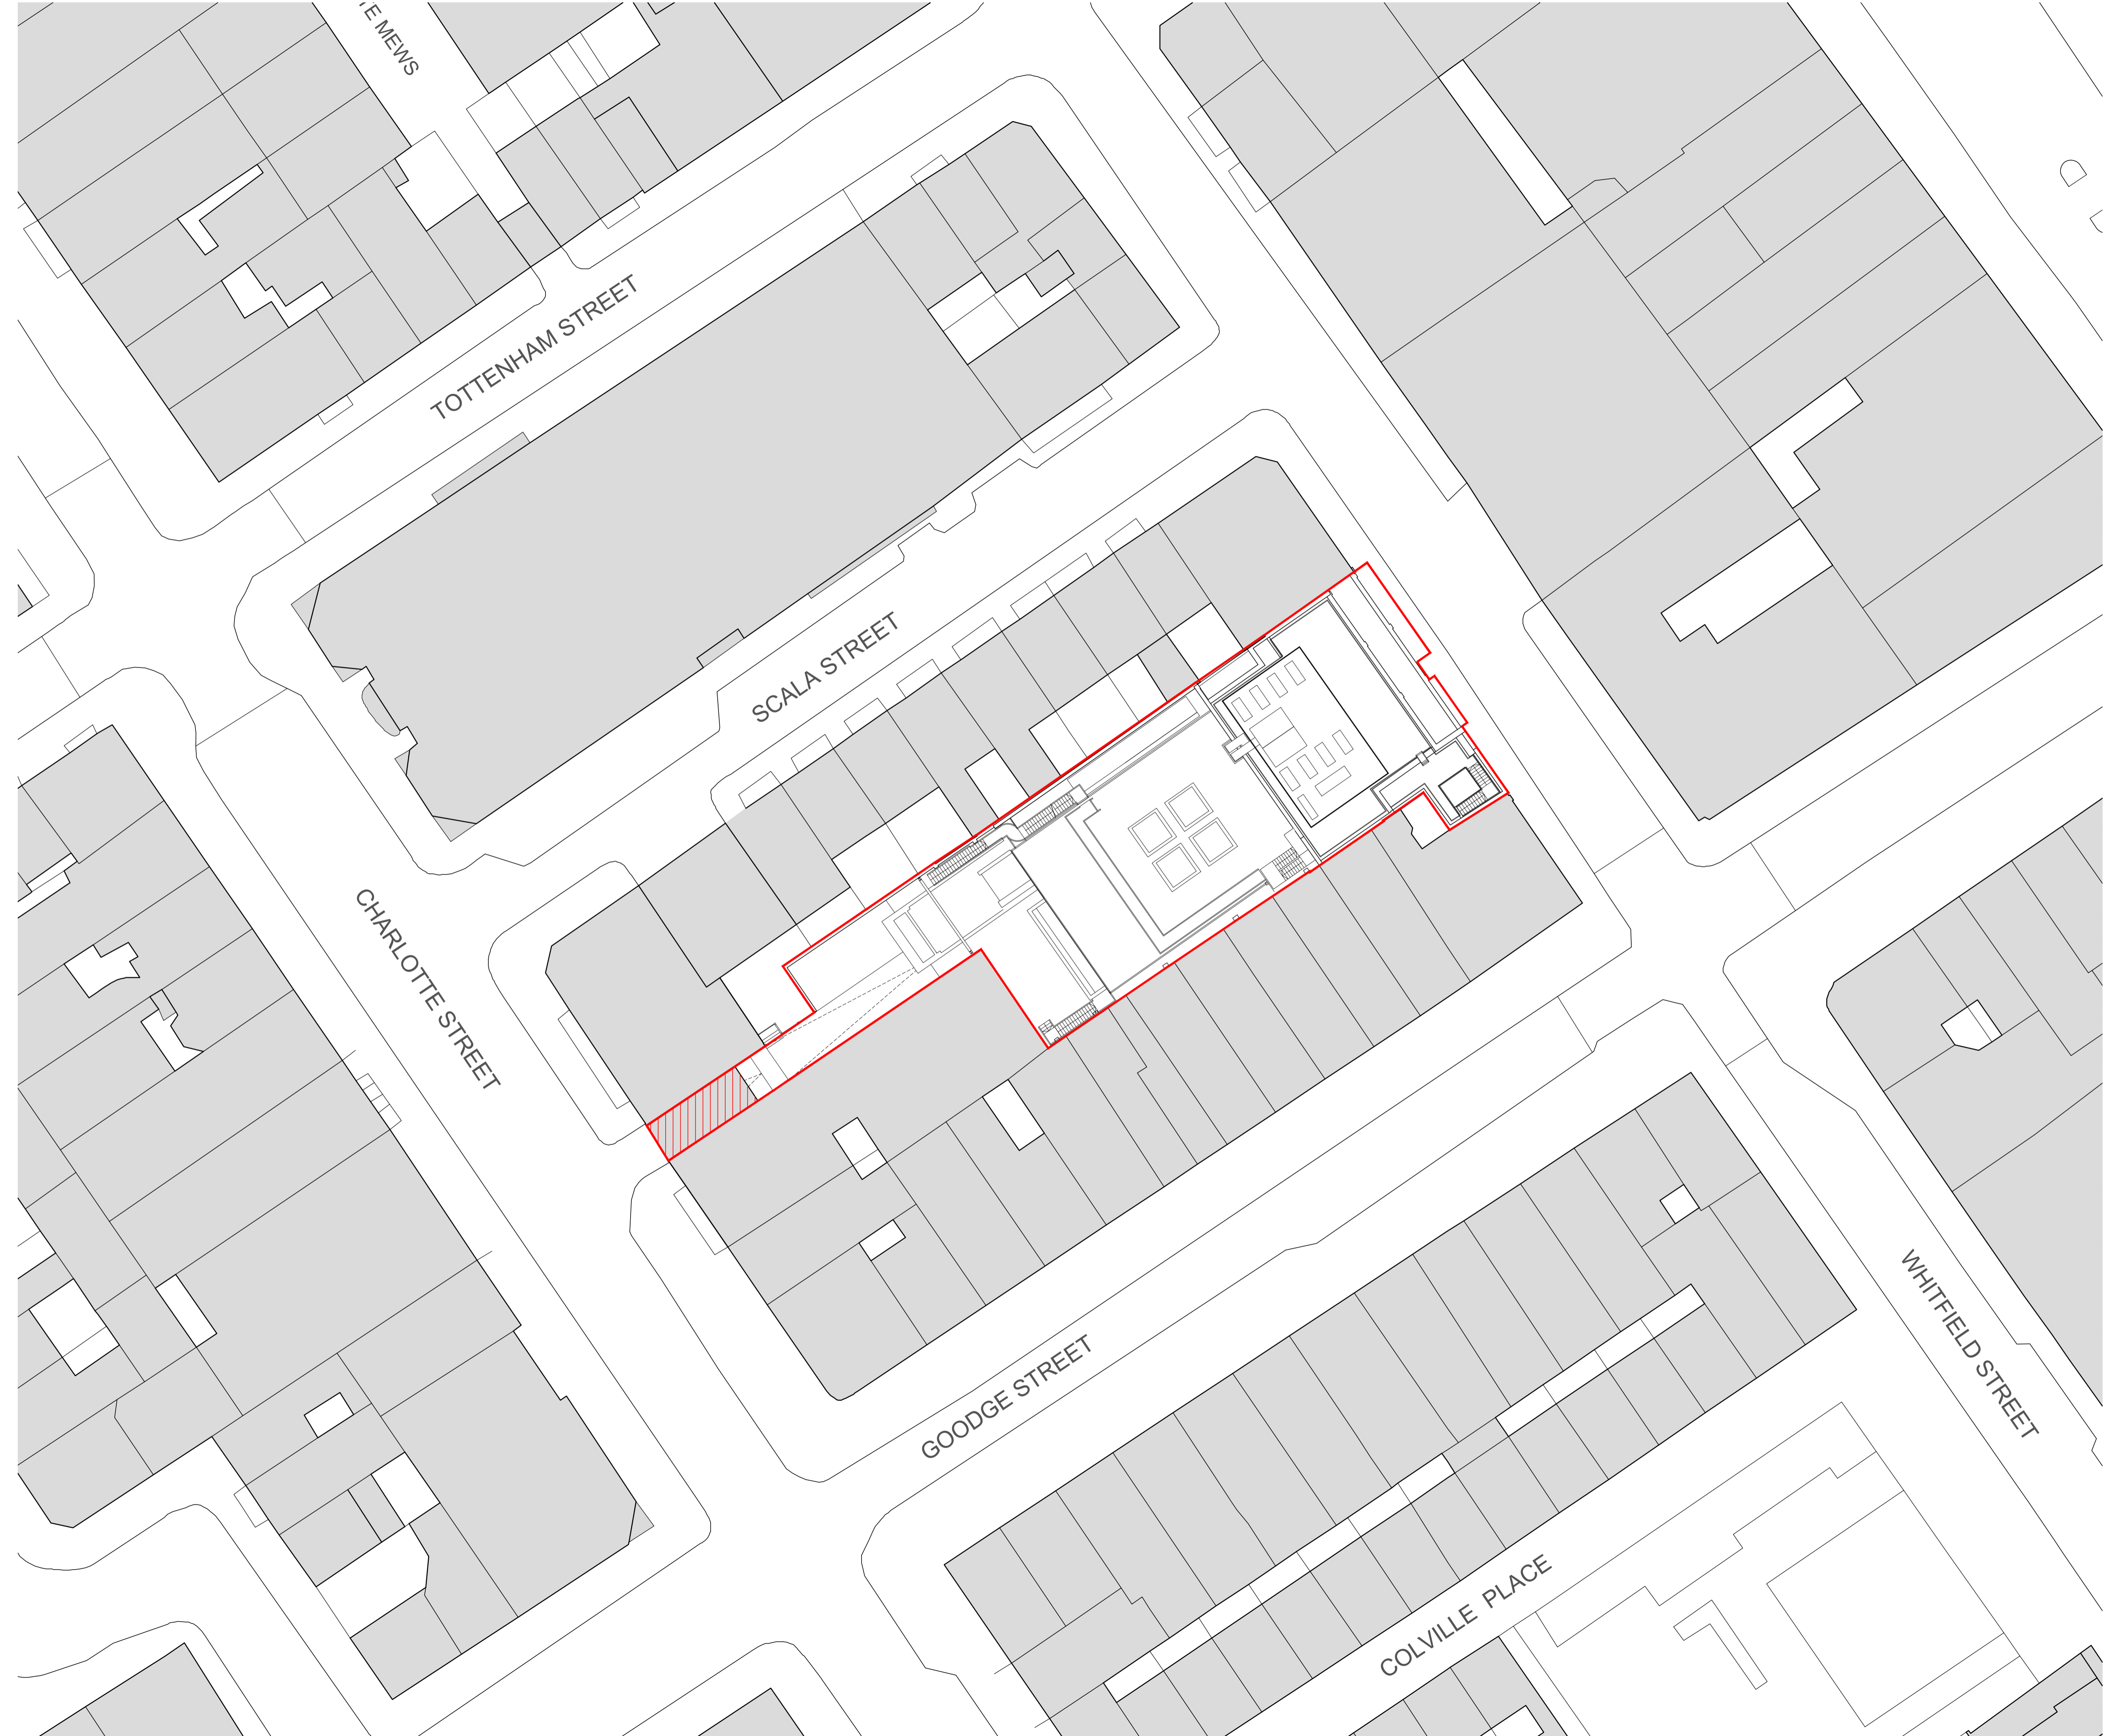 MEWS
TOTTENHAM STREET
SCALA STREET
CHARLOTTE STREET
GOODGE STREET
WHITFIELD STREET
COLVILLE PLACE